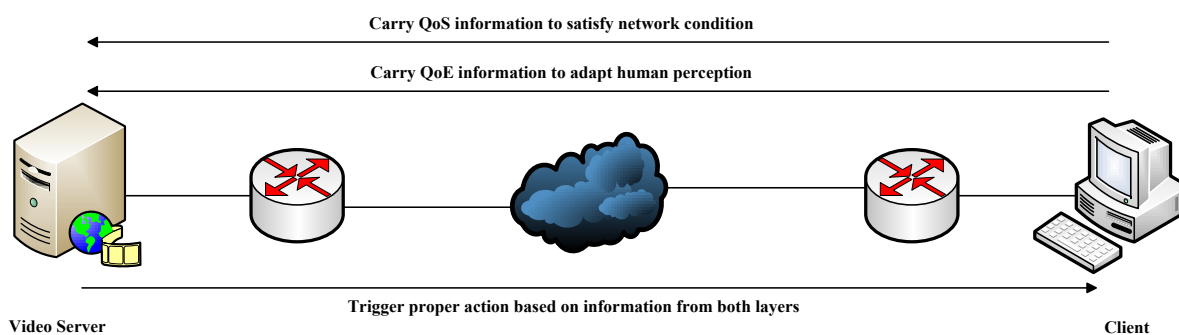 Carry QoS information to satisfy network condition
Carry QoE information to adapt human perception
Trigger proper action based on information from both layers
Video Server
Client